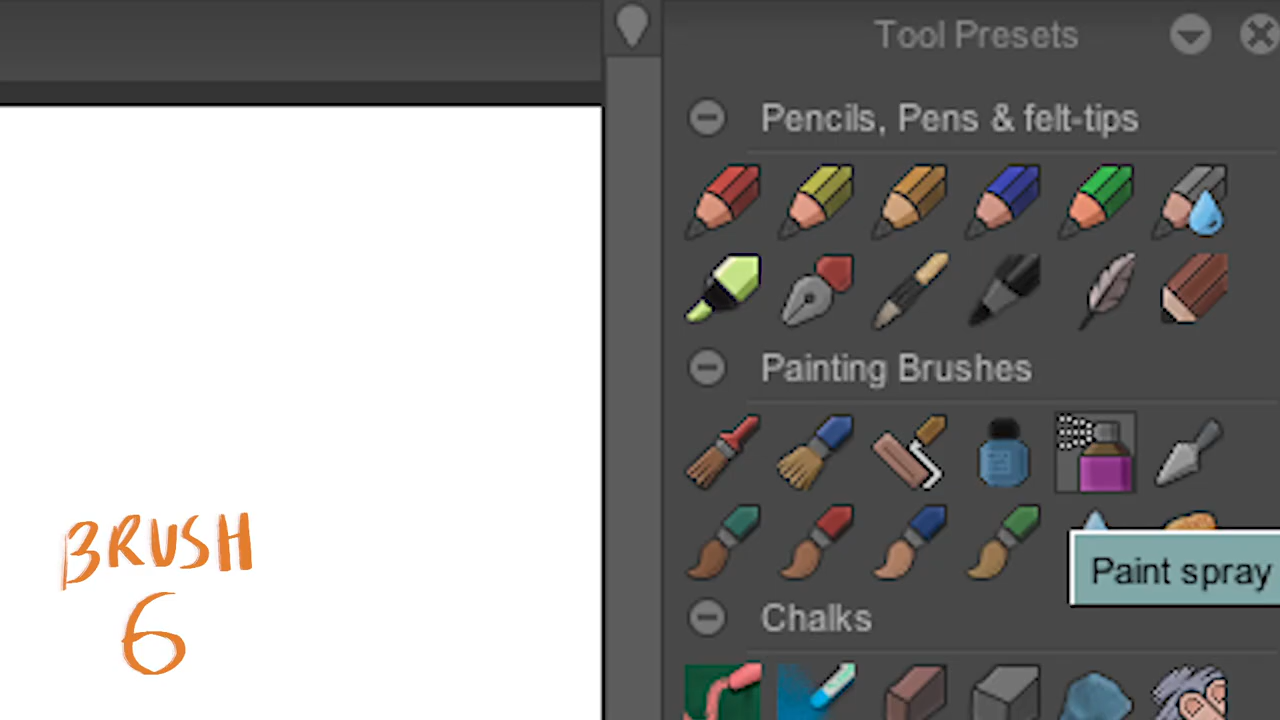 Tool Presets
Pencils, Pens & felt-tips
Painting Brushes
Paint spray
Chalks
BRUSH
6